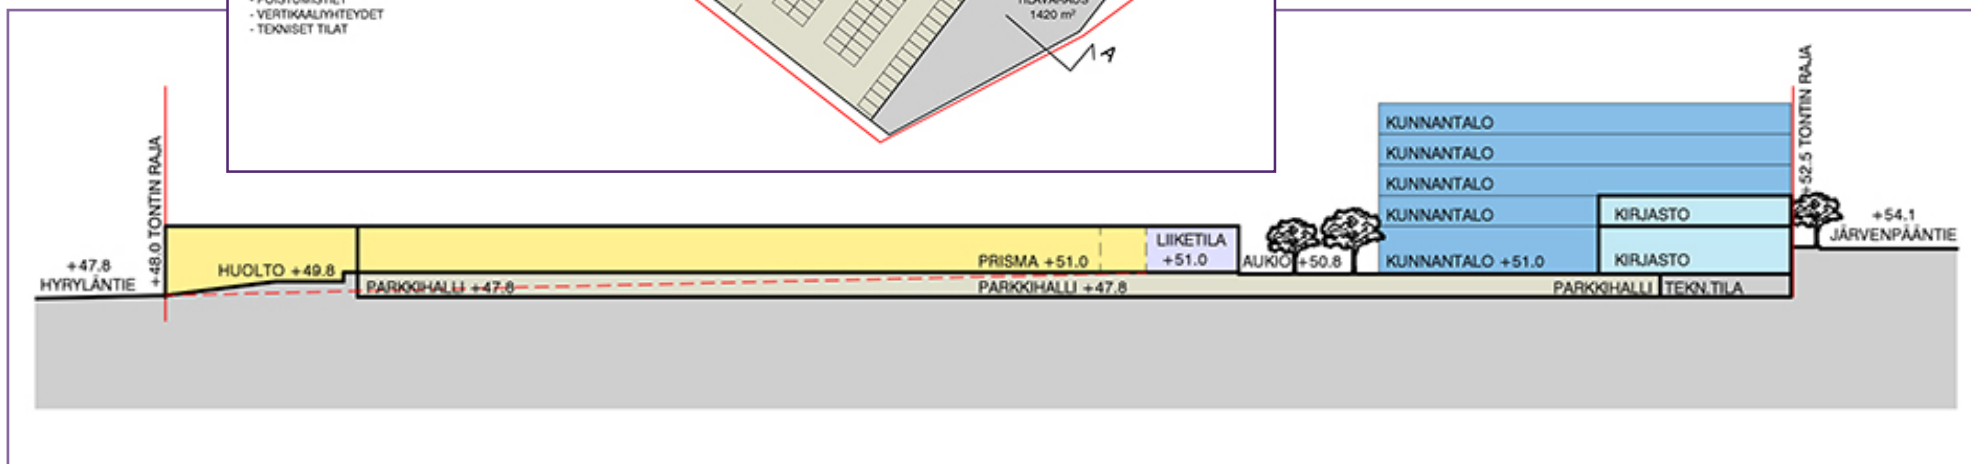 - POISTUMISTIET
- VERTIKAALIYHTEYDET
- TEKNISET TILAT
TILAVARAUS
1420 m²
A
+48.0 TONTIN RAJA
+52.5 TONTIN RAJA
KUNNANTALO
KUNNANTALO
KUNNANTALO
KUNNANTALO
KIRJASTO
+54.1
JÄRVENPÄÄNTIE
LIIKETILA
+51.0
+47.8
HYRYLÄNTIE
HUOLTO +49.8
PRISMA +51.0
AUKIO +50.8
KUNNANTALO +51.0
KIRJASTO
PARKKIHALLI +47.8
PARKKIHALLI +47.8
PARKKIHALLI
TEKN.TILA